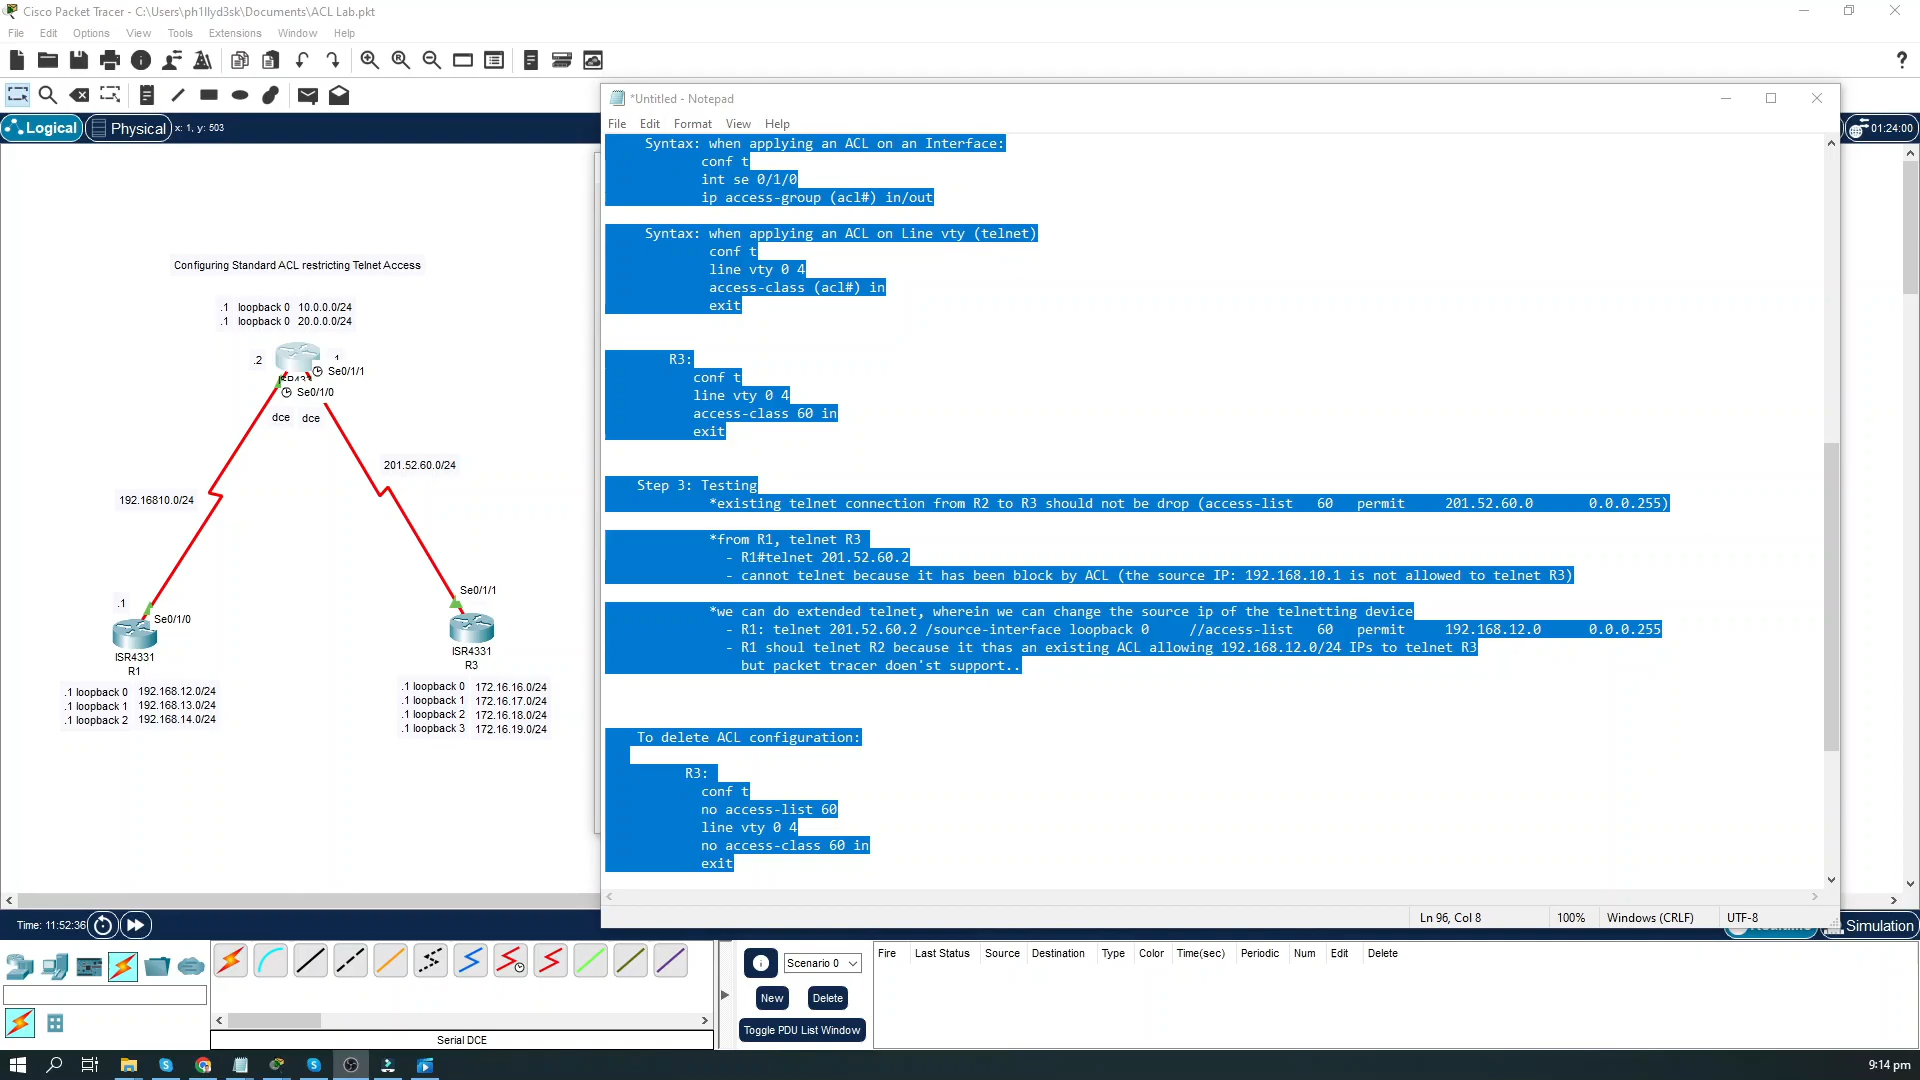 Cisco Packet Tracer - C:\Users\ph1llyd3sk\Documents\ACL Lab.pkt
File Edit Options View Tools Extensions Window Help
Logical Physical x: 1, y: 503
01:24:00
Configuring Standard ACL restricting Telnet Access
.1 loopback 0 10.0.0.0/24
.1 loopback 0 20.0.0.0/24
.2
Se0/1/1
Se0/1/0
dce dce
201.52.60.0/24
192.16810.0/24
.1
Se0/1/0
ISR4331
R1
Se0/1/1
ISR4331
R3
.1 loopback 0 192.168.12.0/24
.1 loopback 1 192.168.13.0/24
.1 loopback 2 192.168.14.0/24
.1 loopback 0 172.16.16.0/24
.1 loopback 1 172.16.17.0/24
.1 loopback 2 172.16.18.0/24
.1 loopback 3 172.16.19.0/24
*Untitled - Notepad
File Edit Format View Help
Syntax: when applying an ACL on an Interface:
conf t
int se 0/1/0
ip access-group (acl#) in/out
Syntax: when applying an ACL on Line vty (telnet)
conf t
line vty 0 4
access-class (acl#) in
exit
R3:
conf t
line vty 0 4
access-class 60 in
exit
Step 3: Testing
*existing telnet connection from R2 to R3 should not be drop (access-list 60 permit 201.52.60.0 0.0.0.255)
*from R1, telnet R3
- R1#telnet 201.52.60.2
- cannot telnet because it has been block by ACL (the source IP: 192.168.10.1 is not allowed to telnet R3)
*we can do extended telnet, wherein we can change the source ip of the telnetting device
- R1: telnet 201.52.60.2 /source-interface loopback 0 //access-list 60 permit 192.168.12.0 0.0.0.255
- R1 shoul telnet R2 because it thas an existing ACL allowing 192.168.12.0/24 IPs to telnet R3
but packet tracer doen'st support..
To delete ACL configuration:
R3:
conf t
no access-list 60
line vty 0 4
no access-class 60 in
exit
Ln 96, Col 8 100% Windows (CRLF) UTF-8
Time: 11:52:36
Simulation
Scenario 0
New Delete
Toggle PDU List Window
Fire Last Status Source Destination Type Color Time(sec) Periodic Num Edit Delete
Serial DCE
9:14 pm